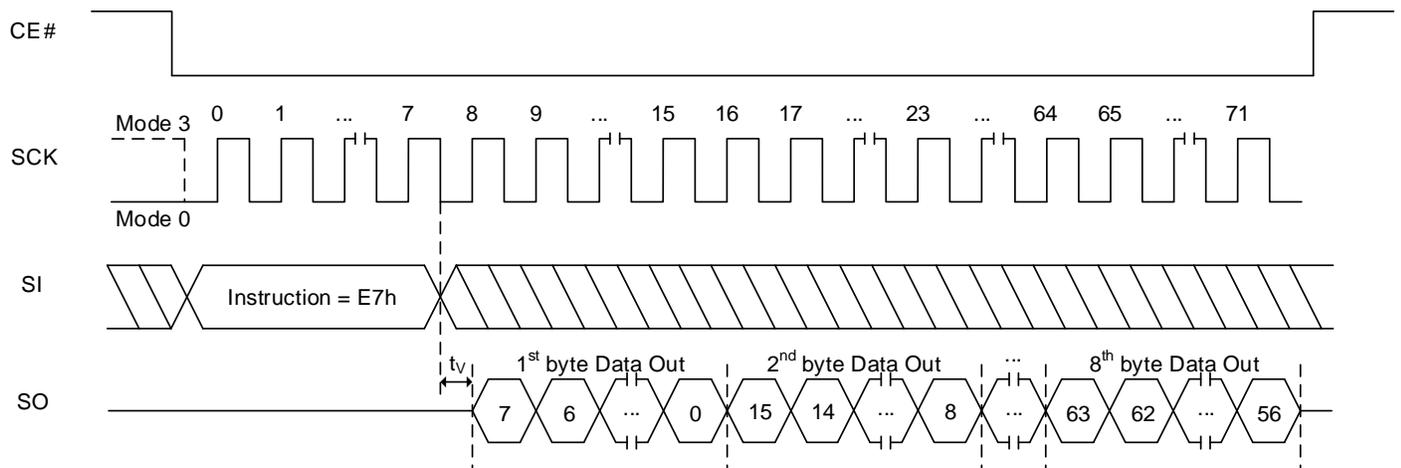 CE#
0 1 ... 7 8 9 ... 15 16 17 ... 23 ... 64 65 ... 71
Mode 3
SCK
Mode 0
SI
Instruction = E7h
tV 1st byte Data Out 2nd byte Data Out ... 8th byte Data Out
SO
7 6 ... 0 15 14 ... 8 ... 63 62 ... 56